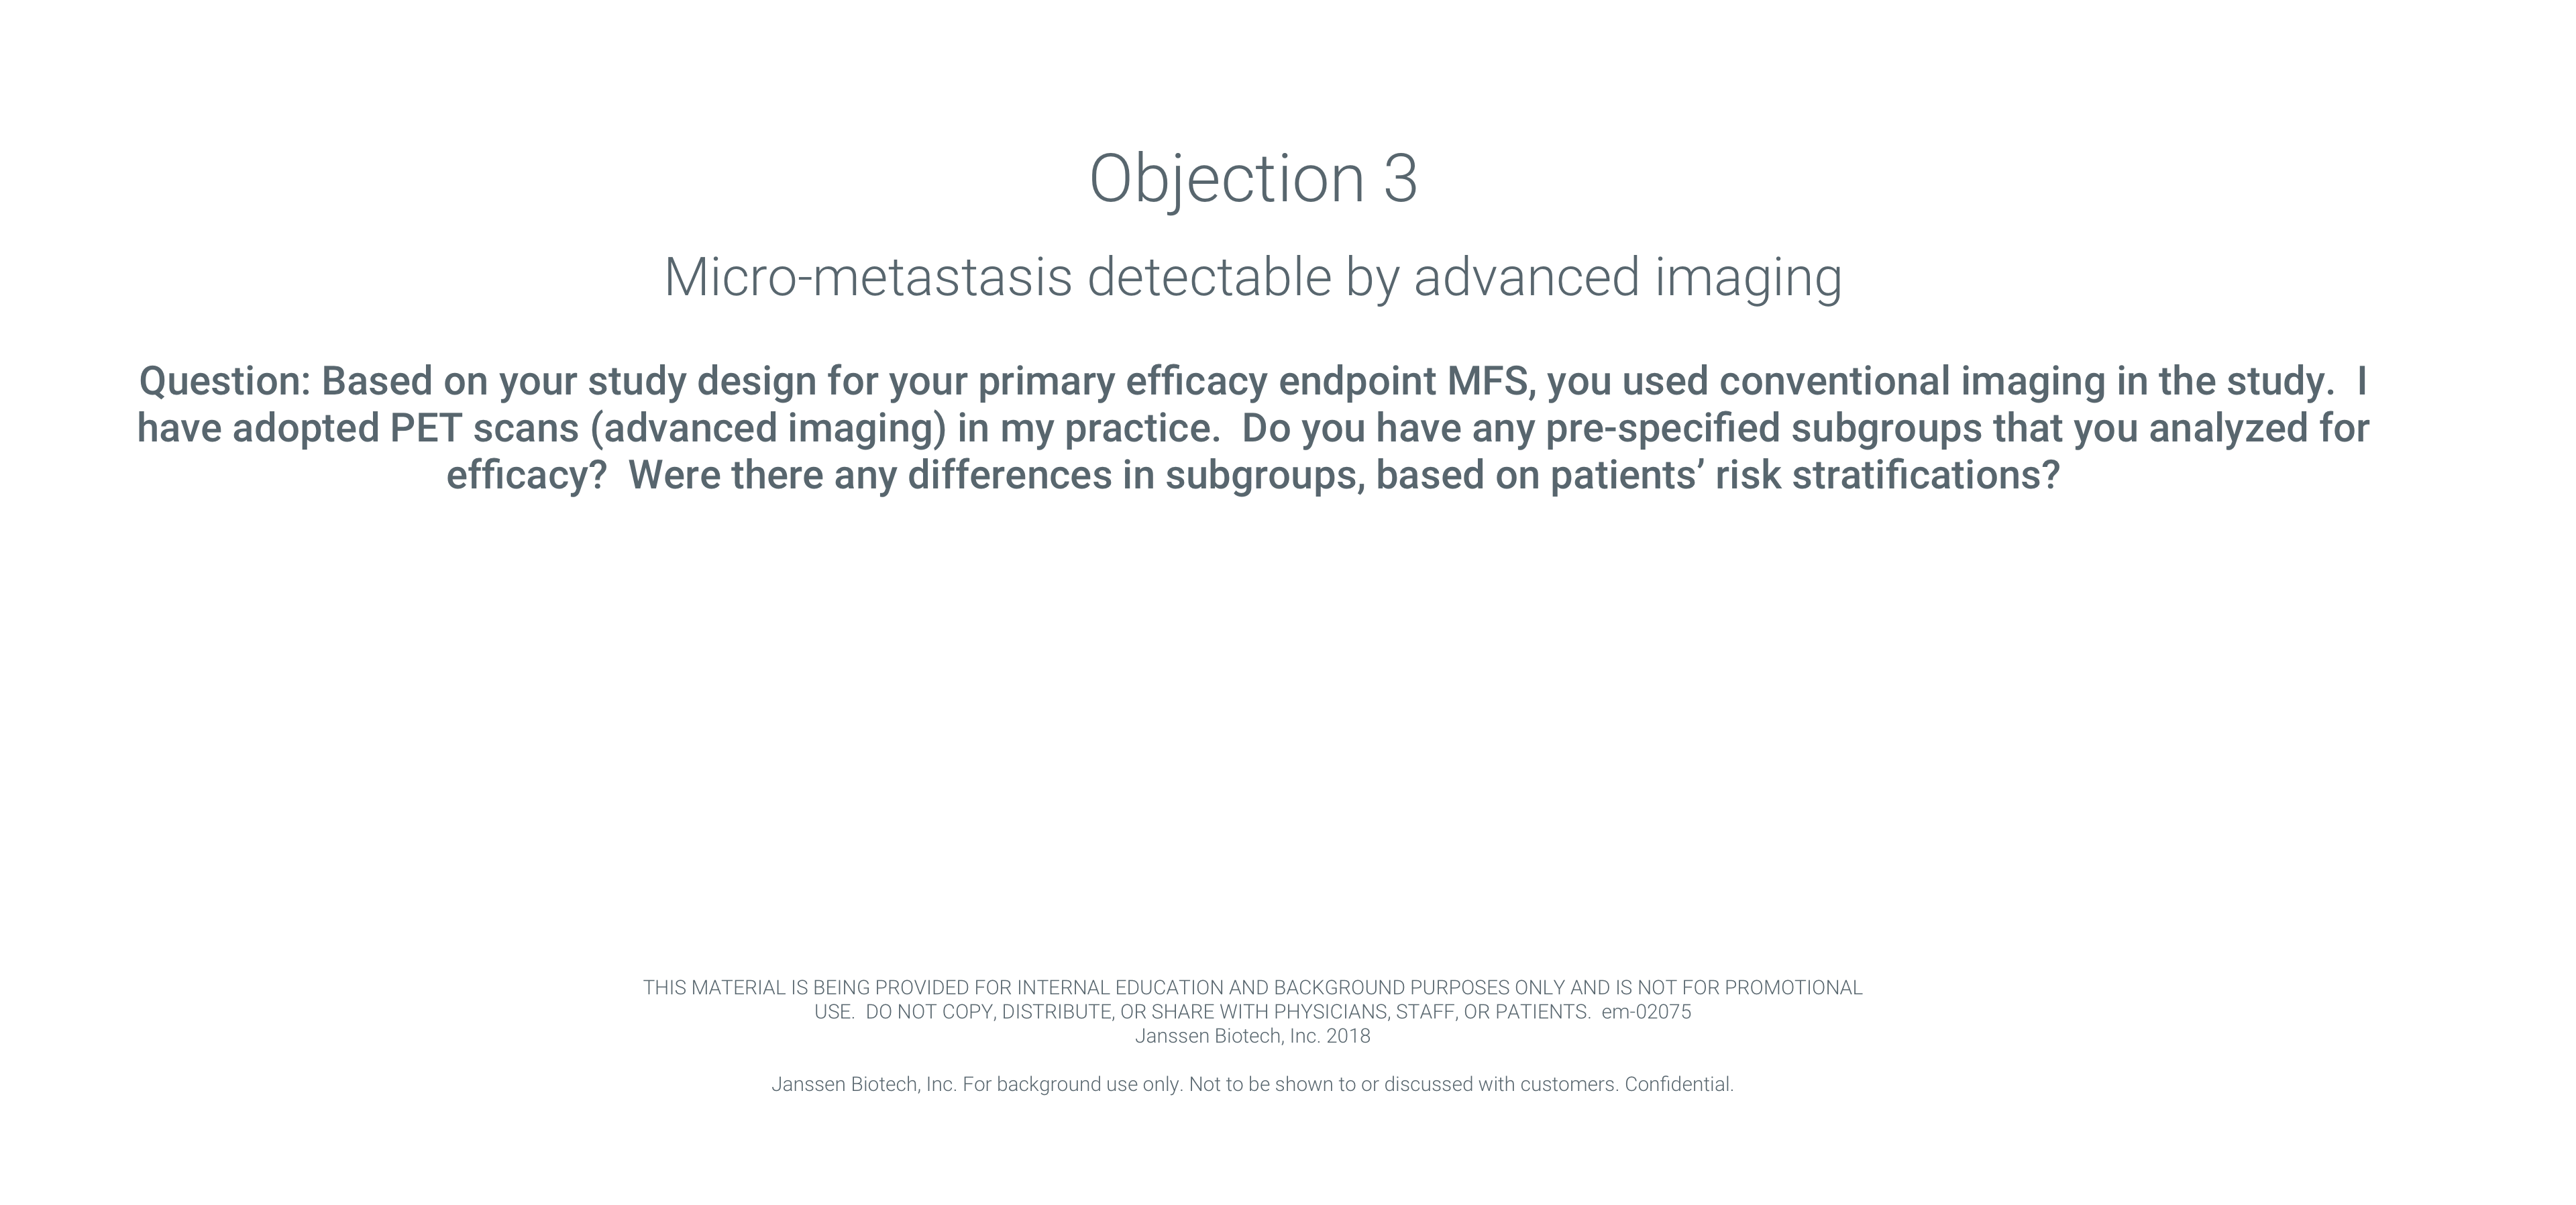 Objection 3
Micro-metastasis detectable by advanced imaging
Question: Based on your study design for your primary efficacy endpoint MFS, you used conventional imaging in the study.  I
have adopted PET scans (advanced imaging) in my practice.  Do you have any pre-specified subgroups that you analyzed for
efficacy?  Were there any differences in subgroups, based on patients’ risk stratifications?
THIS MATERIAL IS BEING PROVIDED FOR INTERNAL EDUCATION AND BACKGROUND PURPOSES ONLY AND IS NOT FOR PROMOTIONAL
USE.  DO NOT COPY, DISTRIBUTE, OR SHARE WITH PHYSICIANS, STAFF, OR PATIENTS.  em-02075
Janssen Biotech, Inc. 2018
Janssen Biotech, Inc. For background use only. Not to be shown to or discussed with customers. Confidential.